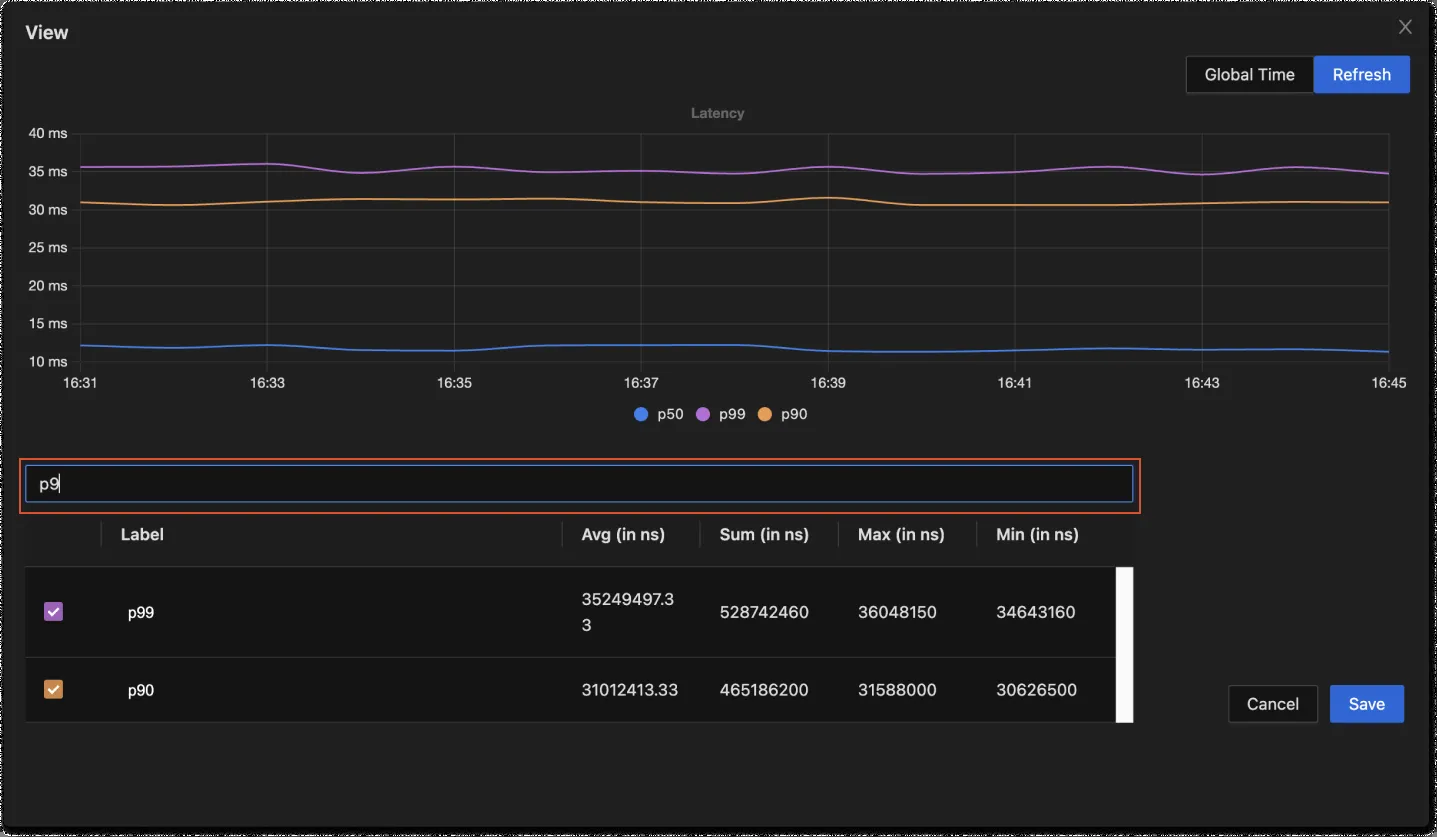 View
Global Time
Refresh
Latency
40 ms
35 ms
30 ms
25 ms
20 ms
15 ms
10 ms
16:31 16:33 16:35 16:37 16:39 16:41 16:43 16:45
p50 p99 p90
p9
Label Avg (in ns) Sum (in ns) Max (in ns) Min (in ns)
p99 35249497.3 528742460 36048150 34643160
3
p90 31012413.33 465186200 31588000 30626500
Cancel
Save